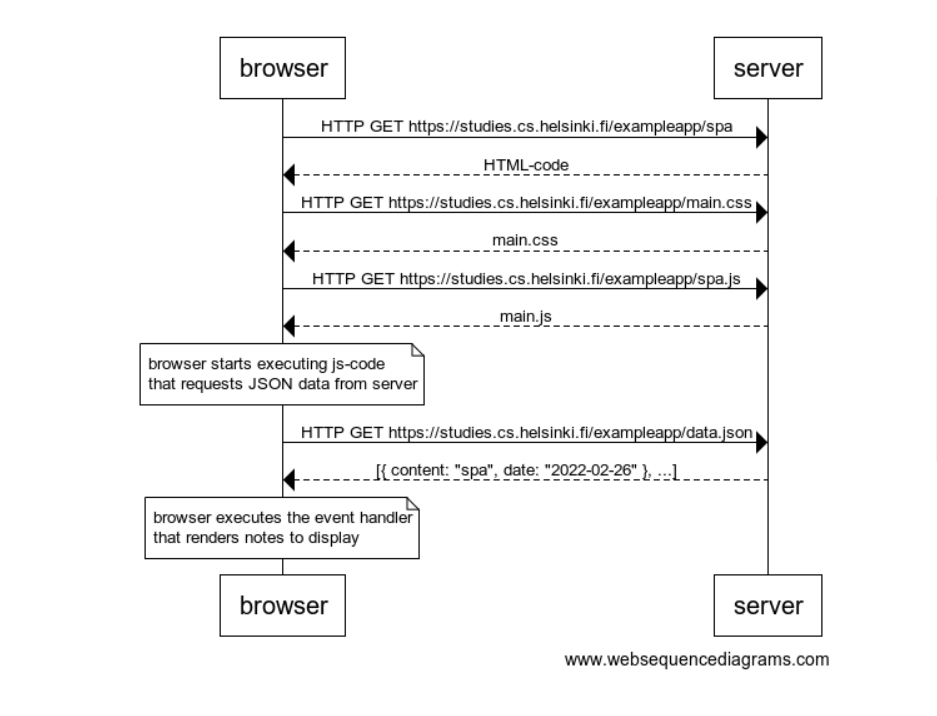 browser
server
HTTP GET https://studies.cs.helsinki.fi/exampleapp/spa
HTML-code
HTTP GET https://studies.cs.helsinki.fi/exampleapp/main.css
main.css
HTTP GET https://studies.cs.helsinki.fi/exampleapp/spa.js
main.js
browser starts executing js-code
that requests JSON data from server
HTTP GET https://studies.cs.helsinki.fi/exampleapp/data.json
[{ content: "spa", date: "2022-02-26" }, ...]
browser executes the event handler
that renders notes to display
browser
server
www.websequencediagrams.com